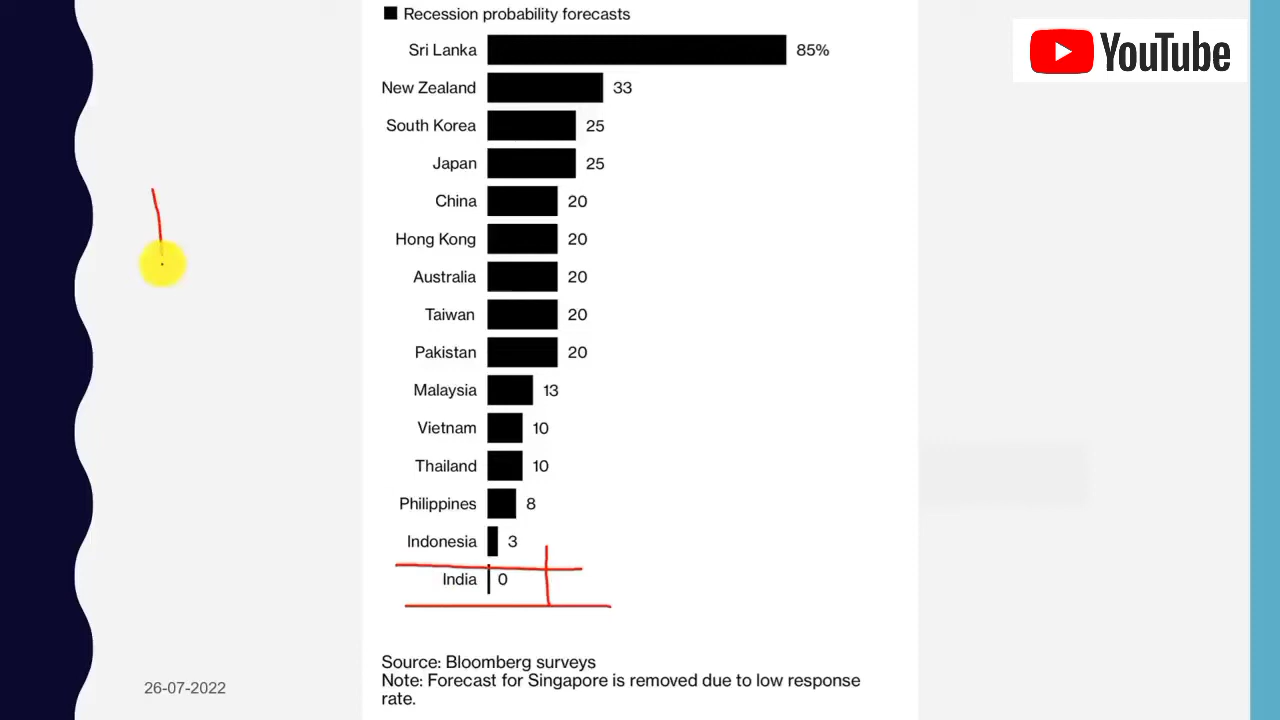 Recession probability forecasts
YouTube
Sri Lanka 85%
New Zealand 33
South Korea 25
Japan 25
China 20
Hong Kong 20
Australia 20
Taiwan 20
Pakistan 20
Malaysia 13
Vietnam 10
Thailand 10
Philippines 8
Indonesia 3
India 0
Source: Bloomberg surveys
Note: Forecast for Singapore is removed due to low response
rate.
26-07-2022